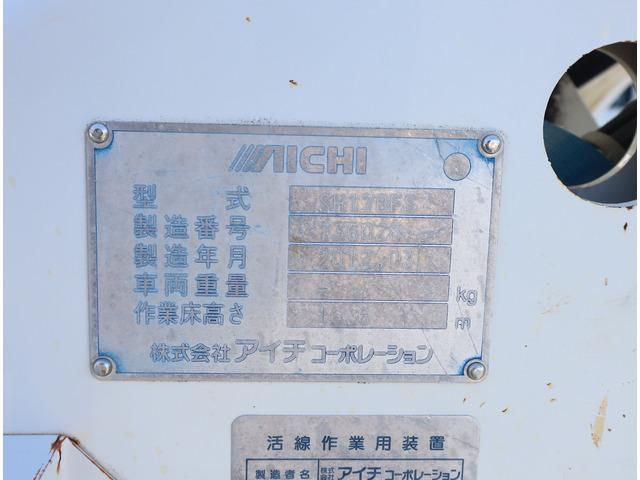 AICHI
型式
製造番号
製造年月
車両重量 - kg
作業床高さ m
株式会社 アイチ コーポレーション
活線作業用装置
製造者名 株式会社 アイチ コーポレーション